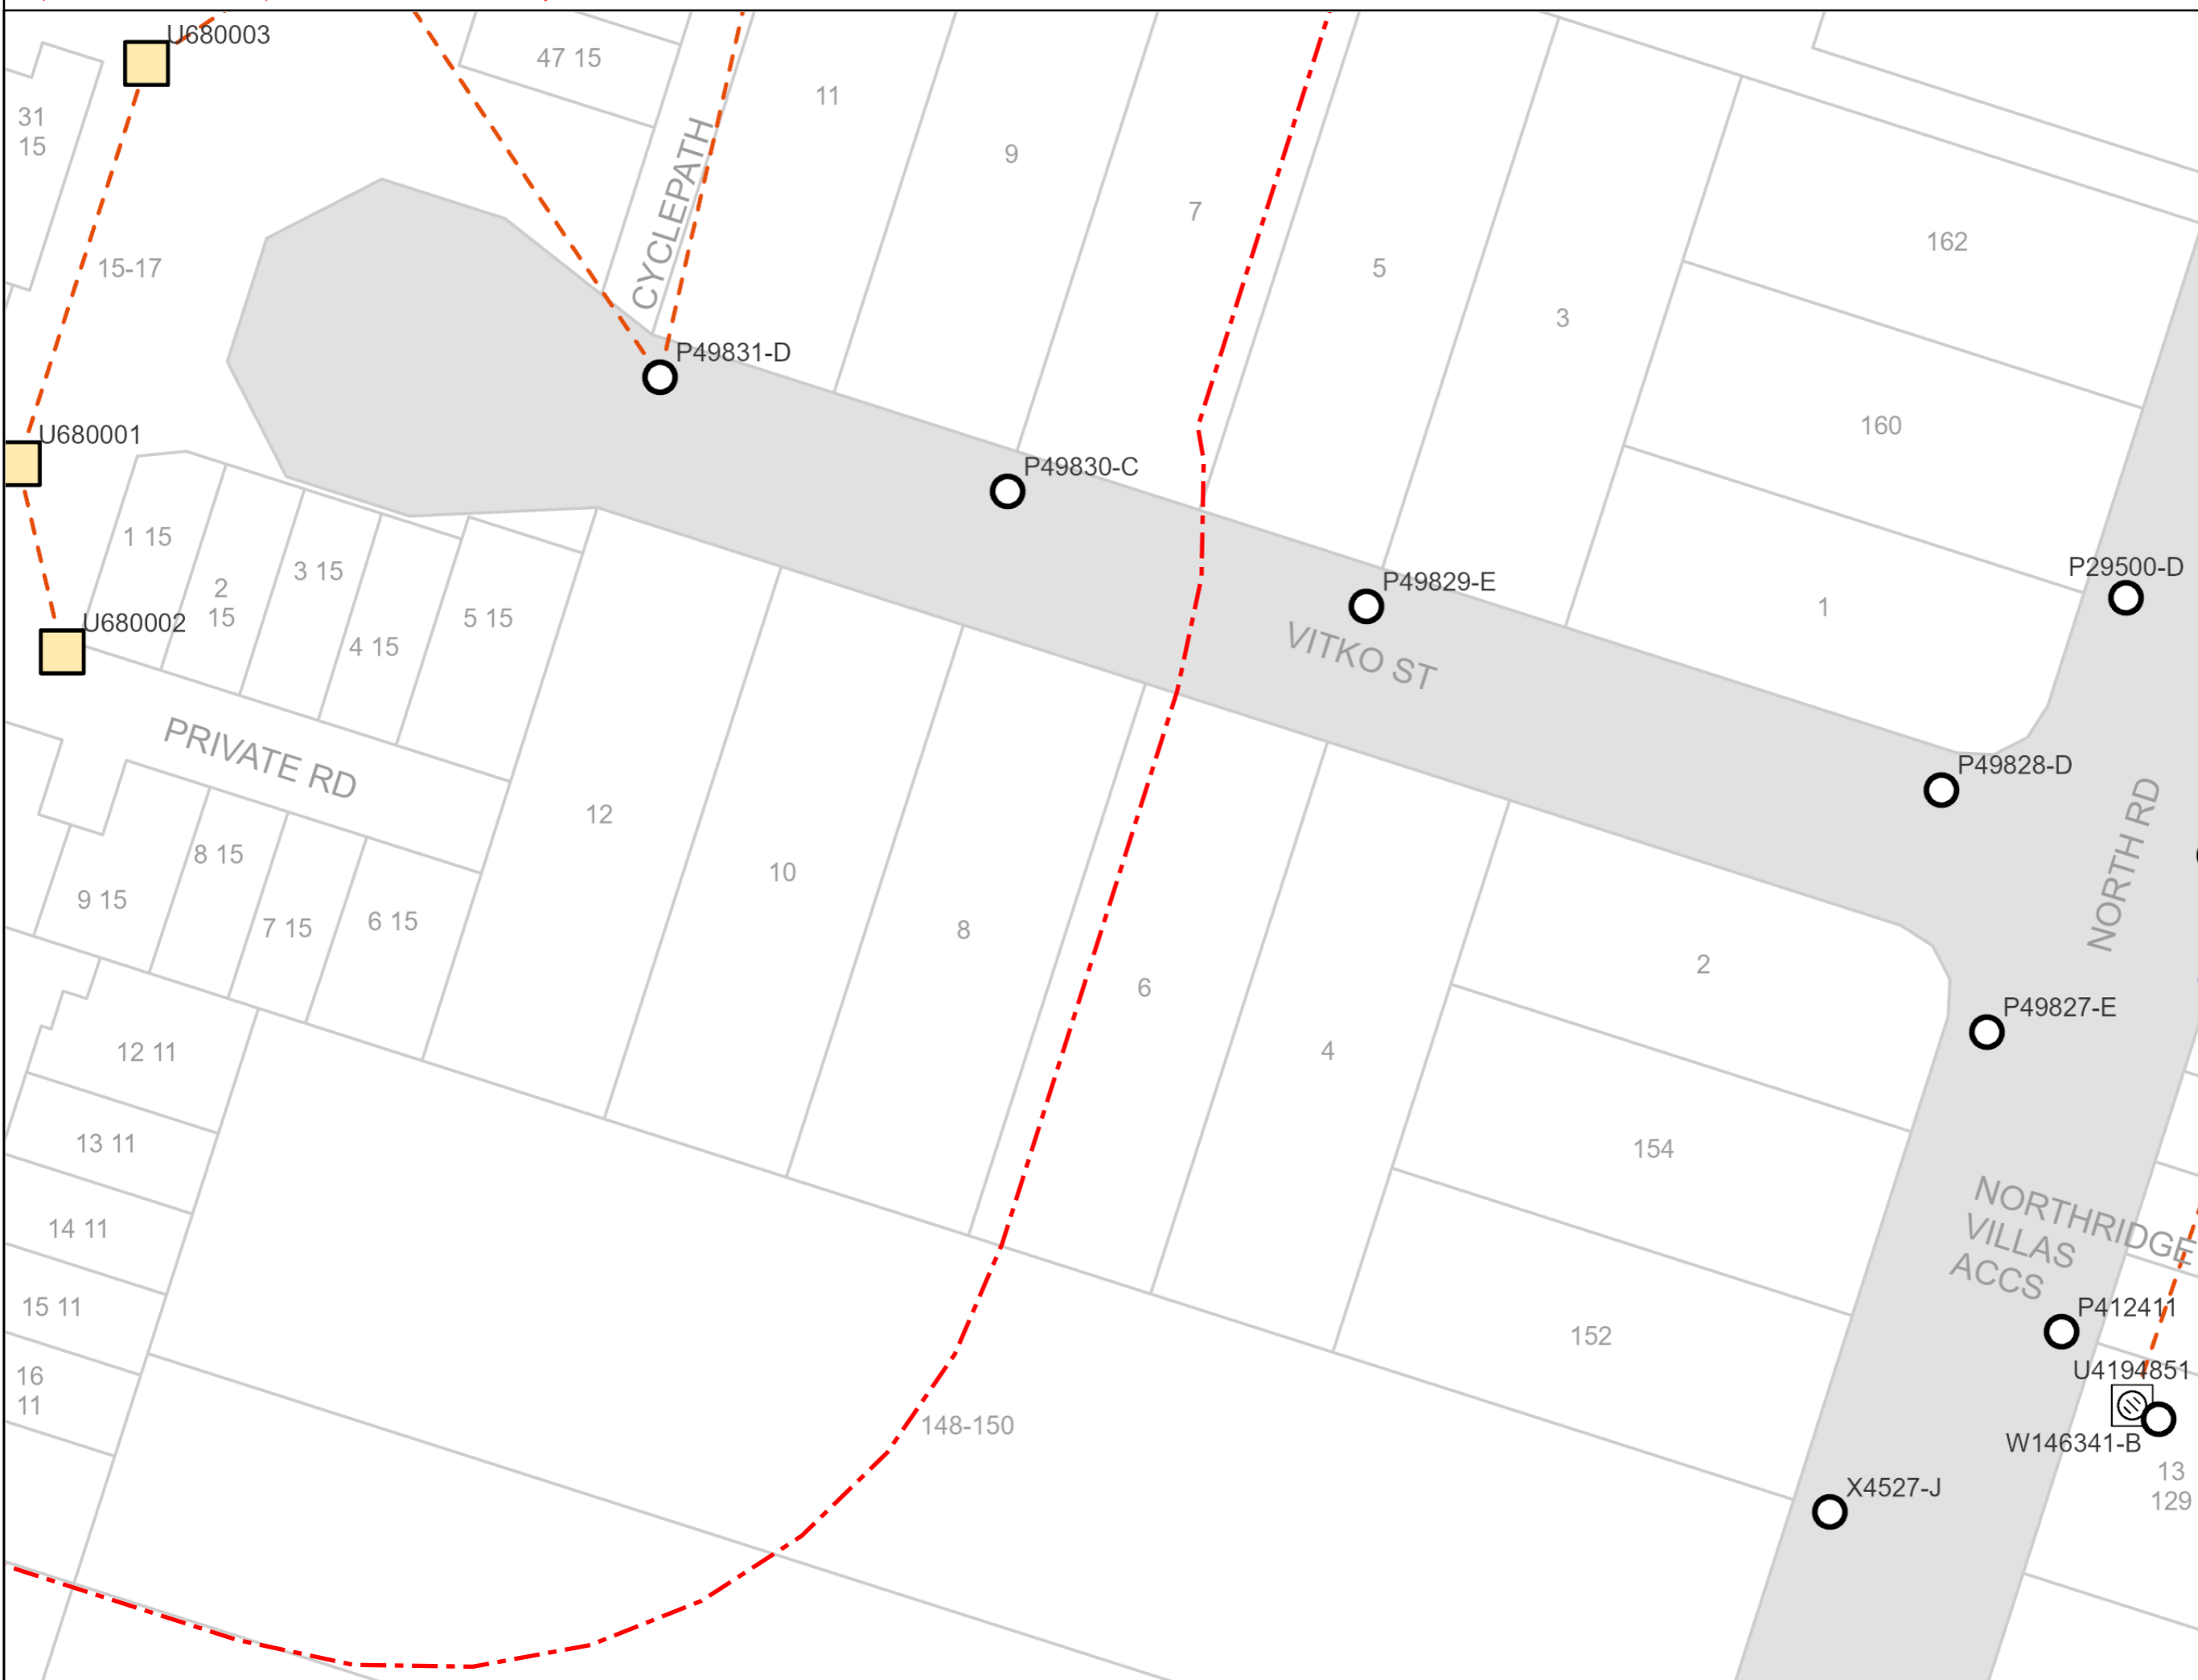 U680003
47 15
11
31
15
9
CYCLEPATH
7
162
15-17
5
3
P49831-D
160
U680001
P49830-C
1 15
2
15
3 15
4 15
5 15
P49829-E
VITKO ST
P29500-D
1
U680002
PRIVATE RD
P49828-D
NORTH RD
12
10
8
8 15
9 15
7 15
6 15
6
2
4
P49827-E
12 11
13 11
154
14 11
NORTHRIDGE
VILLAS
ACCS
15 11
P412411
152
16
11
U4194851
148-150
W146341-B
13
129
X4527-J